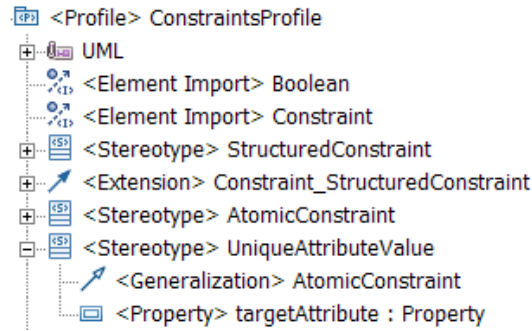 <Profile> ConstraintsProfile
UML
<Element Import> Boolean
<Element Import> Constraint
<Stereotype> StructuredConstraint
<Extension> Constraint_StructuredConstraint
<Stereotype> AtomicConstraint
<Stereotype> UniqueAttributeValue
<Generalization> AtomicConstraint
<Property> targetAttribute : Property